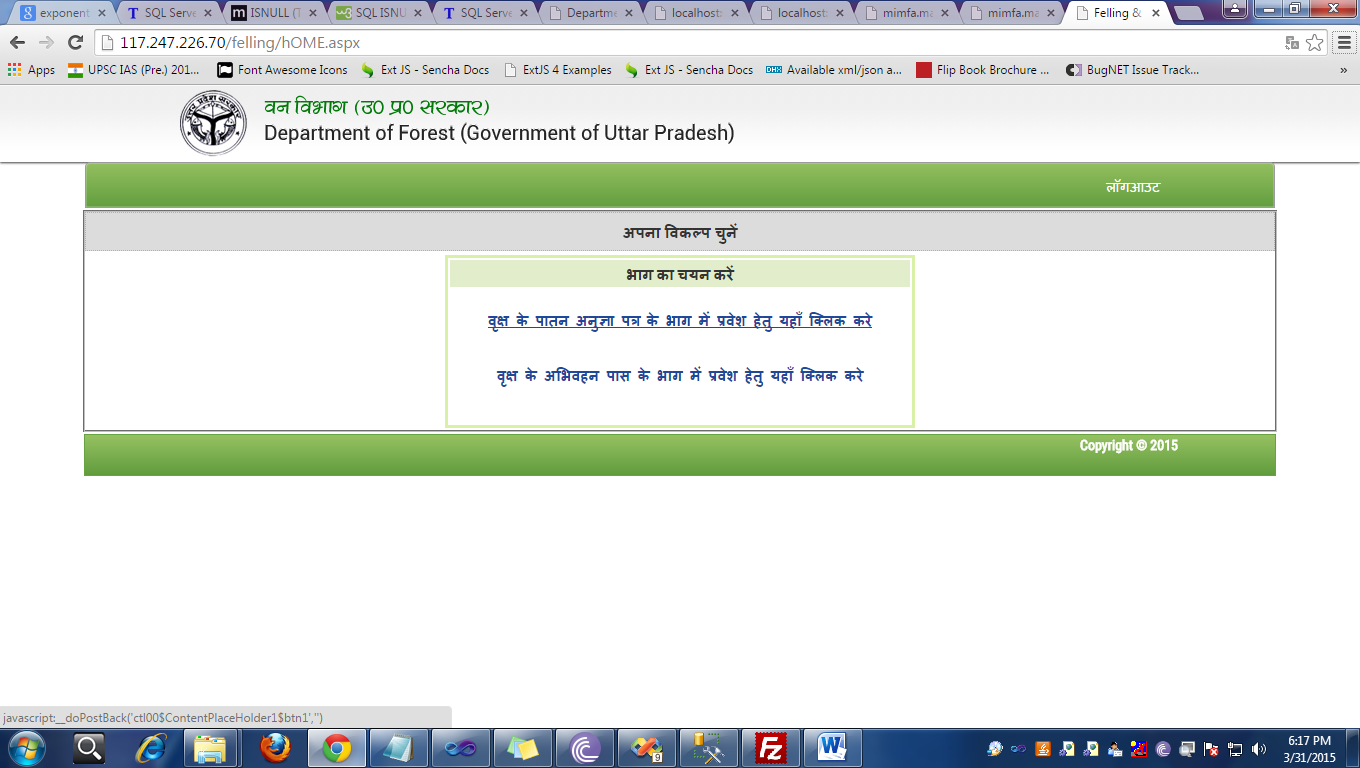 exponent
SQL Serve
ISNULL (T
SQL ISNU
SQL Serve
Departme
localhost:
localhost:
mimfa.ma
mimfa.ma
Felling &
117.247.226.70/felling/hOME.aspx
Apps
UPSC IAS (Pre.) 201...
Font Awesome Icons
Ext JS - Sencha Docs
ExtJS 4 Examples
Ext JS - Sencha Docs
Available xml/json a...
Flip Book Brochure ...
BugNET Issue Track...
»
वन विभाग (उ0 प्र0 सरकार)
Department of Forest (Government of Uttar Pradesh)
लॉगआउट
अपना विकल्प चुनें
भाग का चयन करें
वृक्ष के पातन अनुज्ञा पत्र के भाग में प्रवेश हेतु यहाँ क्लिक करे
वृक्ष के अभिवहन पास के भाग में प्रवेश हेतु यहाँ क्लिक करे
Copyright © 2015
javascript:__doPostBack('ctl00$ContentPlaceHolder1$btn1','')
6:17 PM
3/31/2015